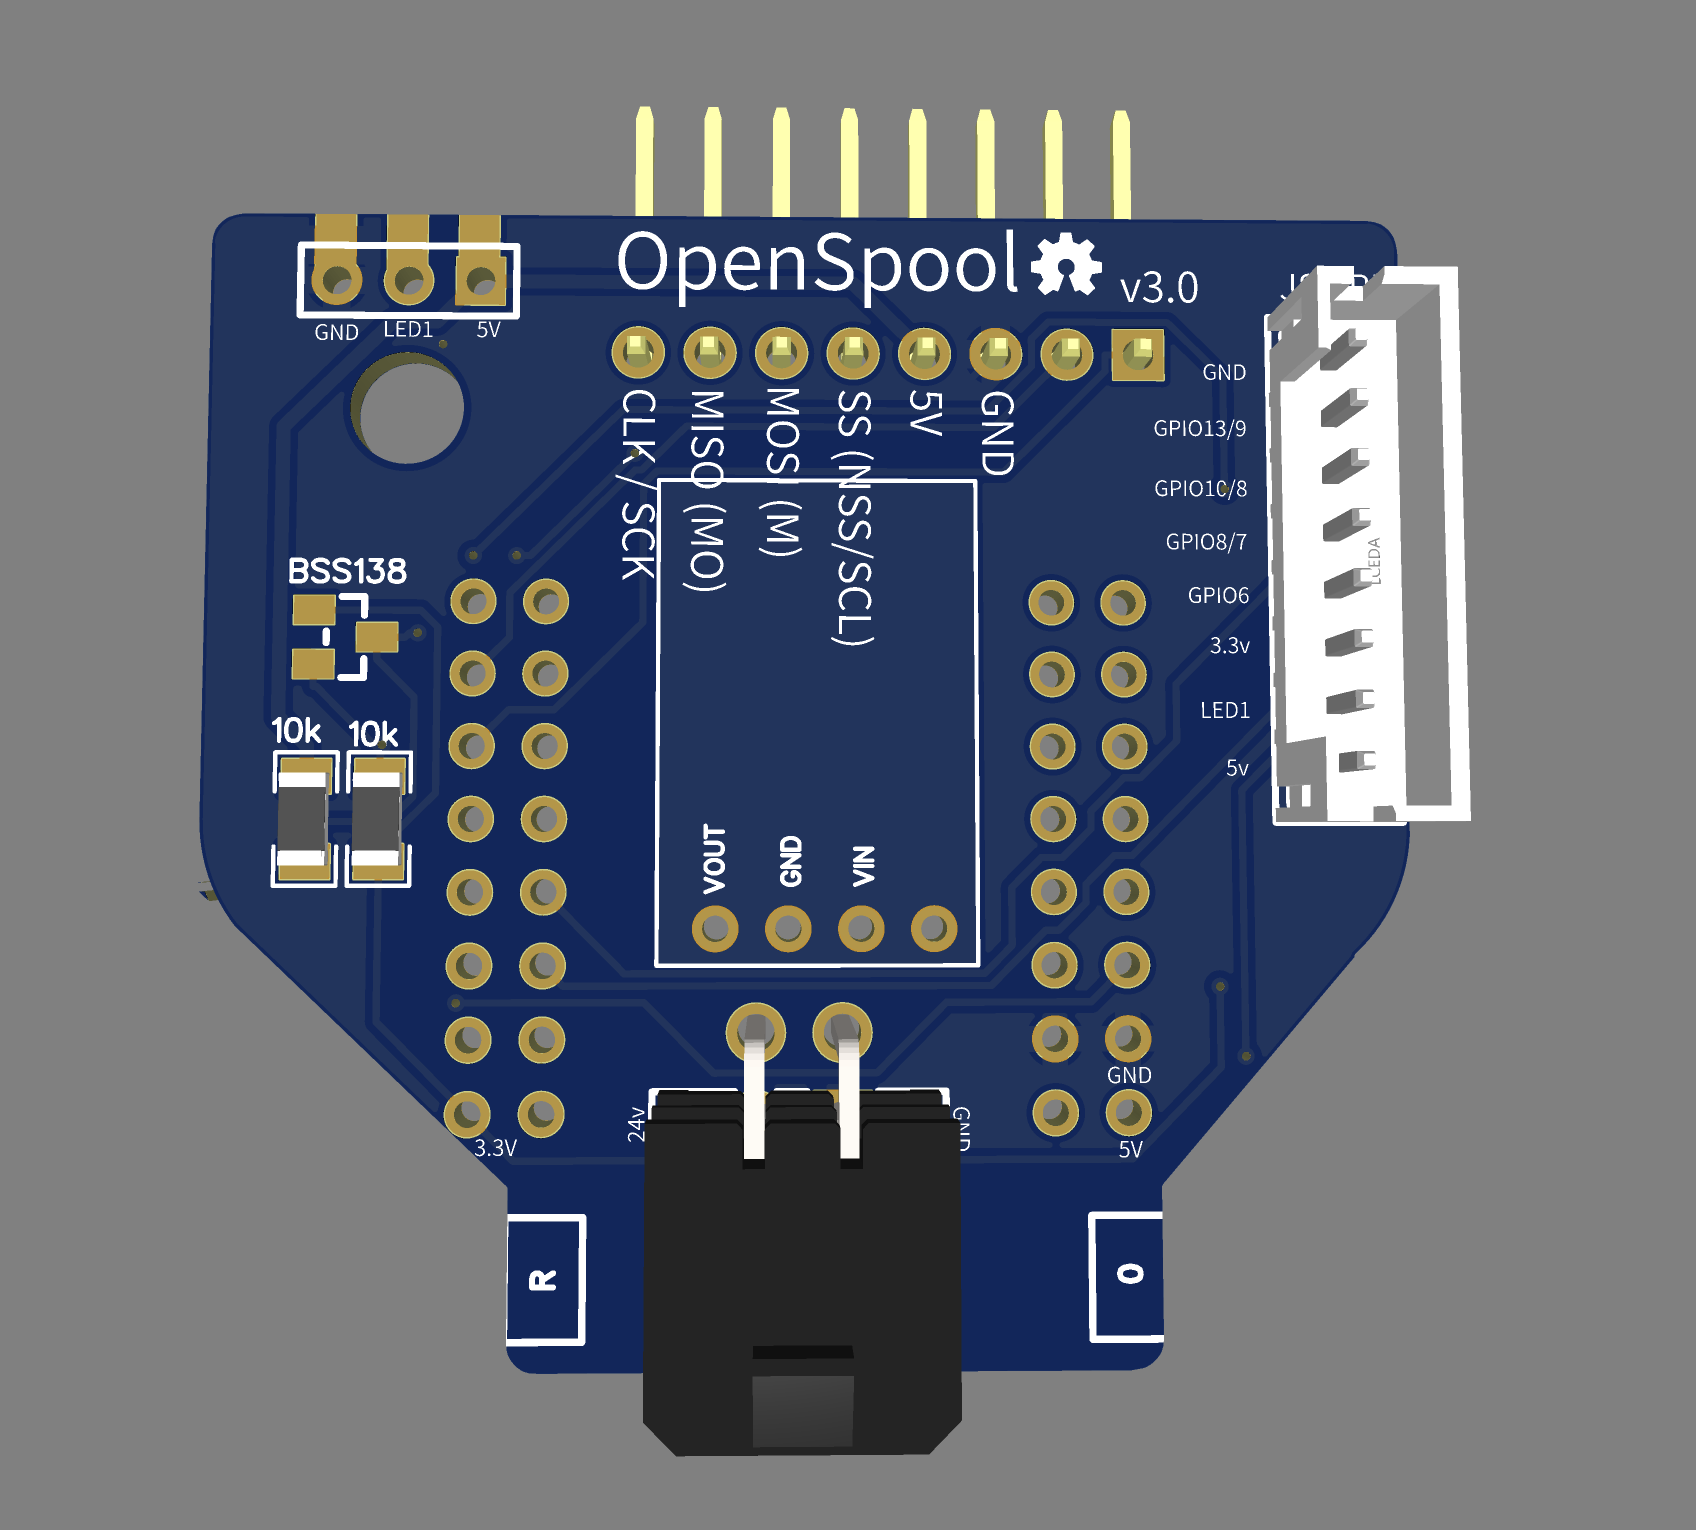 OpenSpool v3.0
GND
LED1
5V
CLK / SCK
MISO (MO)
MOSI (M)
SS (NSS/SCL)
5V
GND
GND
GPIO13/9
GPIO10/8
GPIO8/7
GPIO6
3.3v
LED1
5v
BSS138
10k
10k
VOUT
GND
VIN
24v
GND
3.3V
GND
5V
R
0